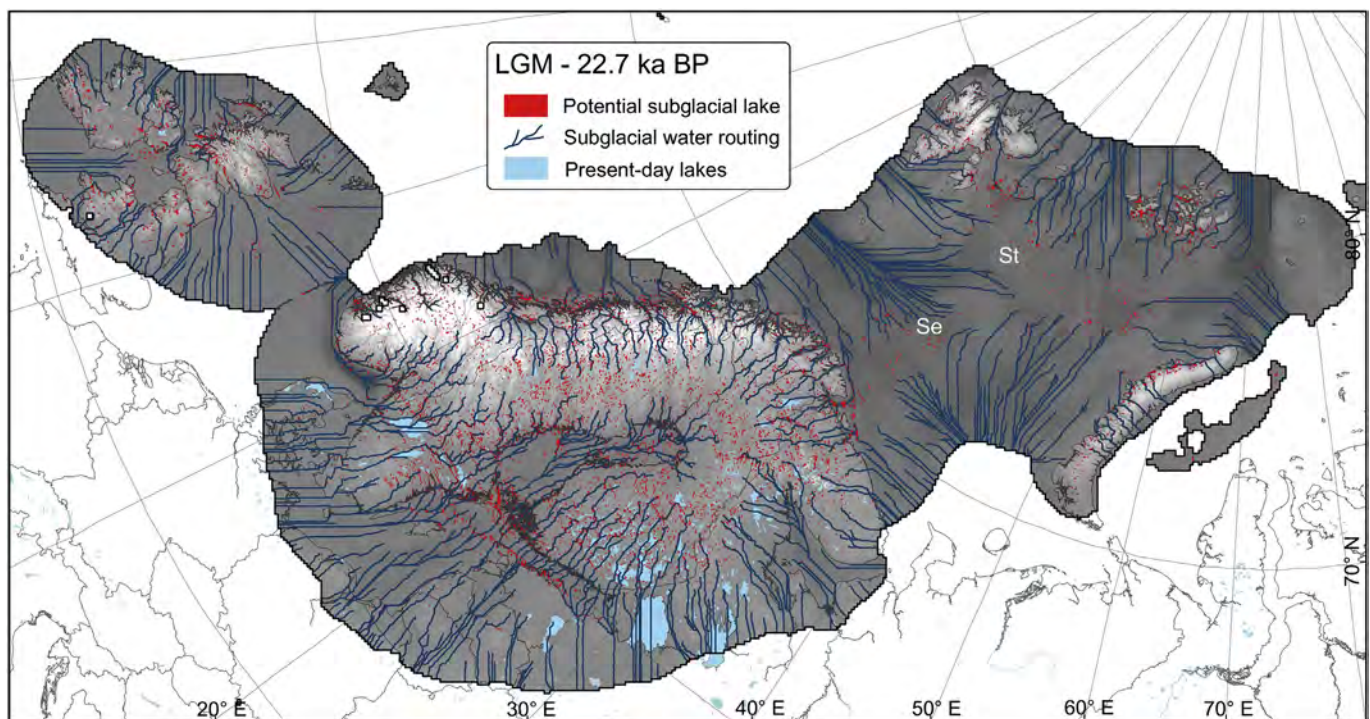 LGM - 22.7 ka BP
Potential subglacial lake
Subglacial water routing
Present-day lakes
80° N
St
Se
70° N
20° E
30° E
40° E
50° E
60° E
70° E